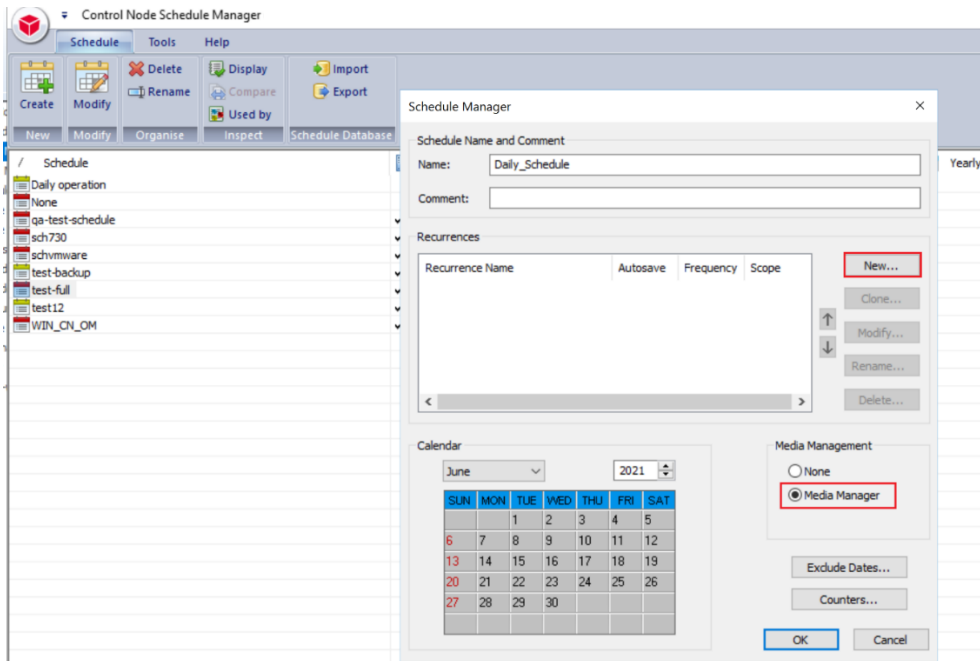 Control Node Schedule Manager
Schedule Tools Help
Create
Modify
Delete
Rename
Display
Compare
Used by
Import
Export
New Modify Organise Inspect Schedule Database
/ Schedule
Daily operation
None
qa-test-schedule
sch730
schvmware
test-backup
test-full
test12
WIN_CN_OM
Yearly
Schedule Manager
Schedule Name and Comment
Name: Daily_Schedule
Comment:
Recurrences
Recurrence Name Autosave Frequency Scope
New...
Clone...
Modify...
Rename...
Delete...
Calendar
June 2021
SUN MON TUE WED THU FRI SAT
1 2 3 4 5
6 7 8 9 10 11 12
13 14 15 16 17 18 19
20 21 22 23 24 25 26
27 28 29 30
Media Management
None
Media Manager
Exclude Dates...
Counters...
OK Cancel